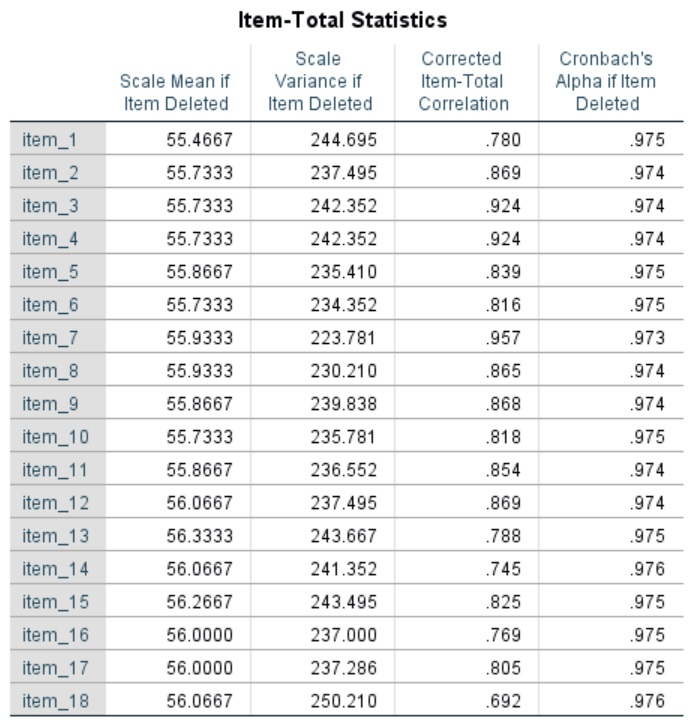 Item-Total Statistics
Scale Mean if Item Deleted Scale Variance if Item Deleted Corrected Item-Total Correlation Cronbach's Alpha if Item Deleted
item_1 55.4667 244.695 .780 .975
item_2 55.7333 237.495 .869 .974
item_3 55.7333 242.352 .924 .974
item_4 55.7333 242.352 .924 .974
item_5 55.8667 235.410 .839 .975
item_6 55.7333 234.352 .816 .975
item_7 55.9333 223.781 .957 .973
item_8 55.9333 230.210 .865 .974
item_9 55.8667 239.838 .868 .974
item_10 55.7333 235.781 .818 .975
item_11 55.8667 236.552 .854 .974
item_12 56.0667 237.495 .869 .974
item_13 56.3333 243.667 .788 .975
item_14 56.0667 241.352 .745 .976
item_15 56.2667 243.495 .825 .975
item_16 56.0000 237.000 .769 .975
item_17 56.0000 237.286 .805 .975
item_18 56.0667 250.210 .692 .976